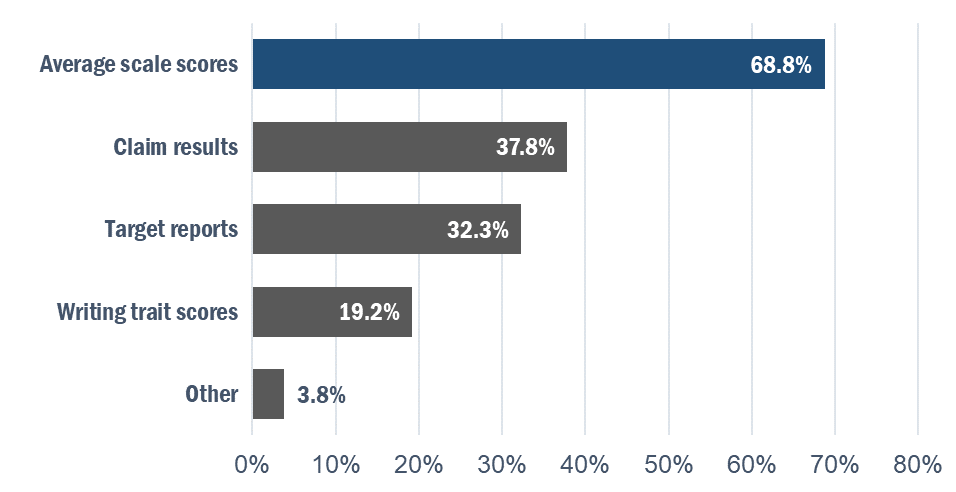 Average scale scores 68.8%
Claim results 37.8%
Target reports 32.3%
Writing trait scores 19.2%
Other 3.8%
0% 10% 20% 30% 40% 50% 60% 70% 80%